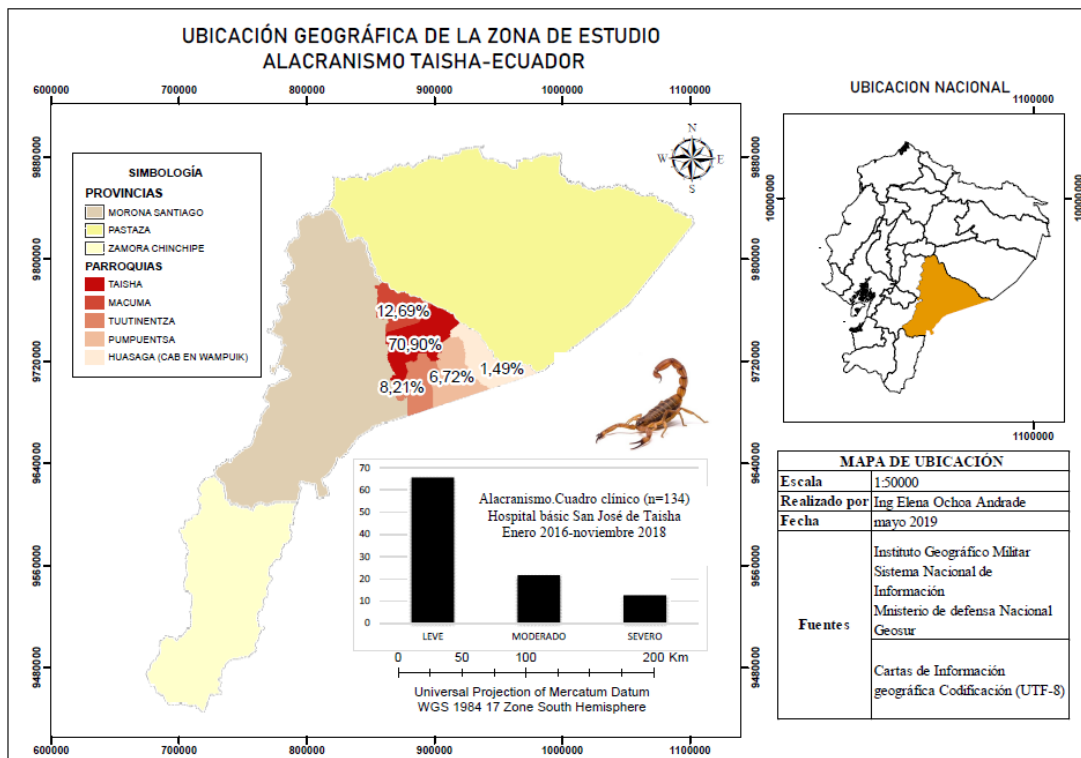 UBICACIÓN GEOGRÁFICA DE LA ZONA DE ESTUDIO
ALACRANISMO TAISHA-ECUADOR
600000 700000 800000 900000 1000000 1100000
9880000
9800000
9720000
9640000
9560000
9480000
N
W E
S
SIMBOLOGÍA
PROVINCIAS
MORONA SANTIAGO
PASTAZA
ZAMORA CHINCHIPE
PARROQUIAS
TAISHA
MACUMA
TUUTINENTZA
PUMPUENTSA
HUASAGA (CAB EN WAMPUIK)
12,69%
70,90%
1,49%
6,72%
8,21%
70
60
50
40
30
20
10
0
Alacranismo.Cuadro clínico (n=134)
Hospital básic San José de Taisha
Enero 2016-noviembre 2018
LEVE MODERADO SEVERO
0 50 100 200 Km
Universal Projection of Mercatum Datum
WGS 1984 17 Zone South Hemisphere
9880000
9800000
9720000
9640000
9560000
9480000
600000 700000 800000 900000 1000000 1100000
UBICACION NACIONAL
1100000
10000000
10000000
1100000
MAPA DE UBICACIÓN
Escala 1:50000
Realizado por Ing Elena Ochoa Andrade
Fecha mayo 2019
Fuentes
Instituto Geográfico Militar
Sistema Nacional de
Información
Mnisterio de defensa Nacional
Geosur
Cartas de Información
geográfica Codificación (UTF-8)